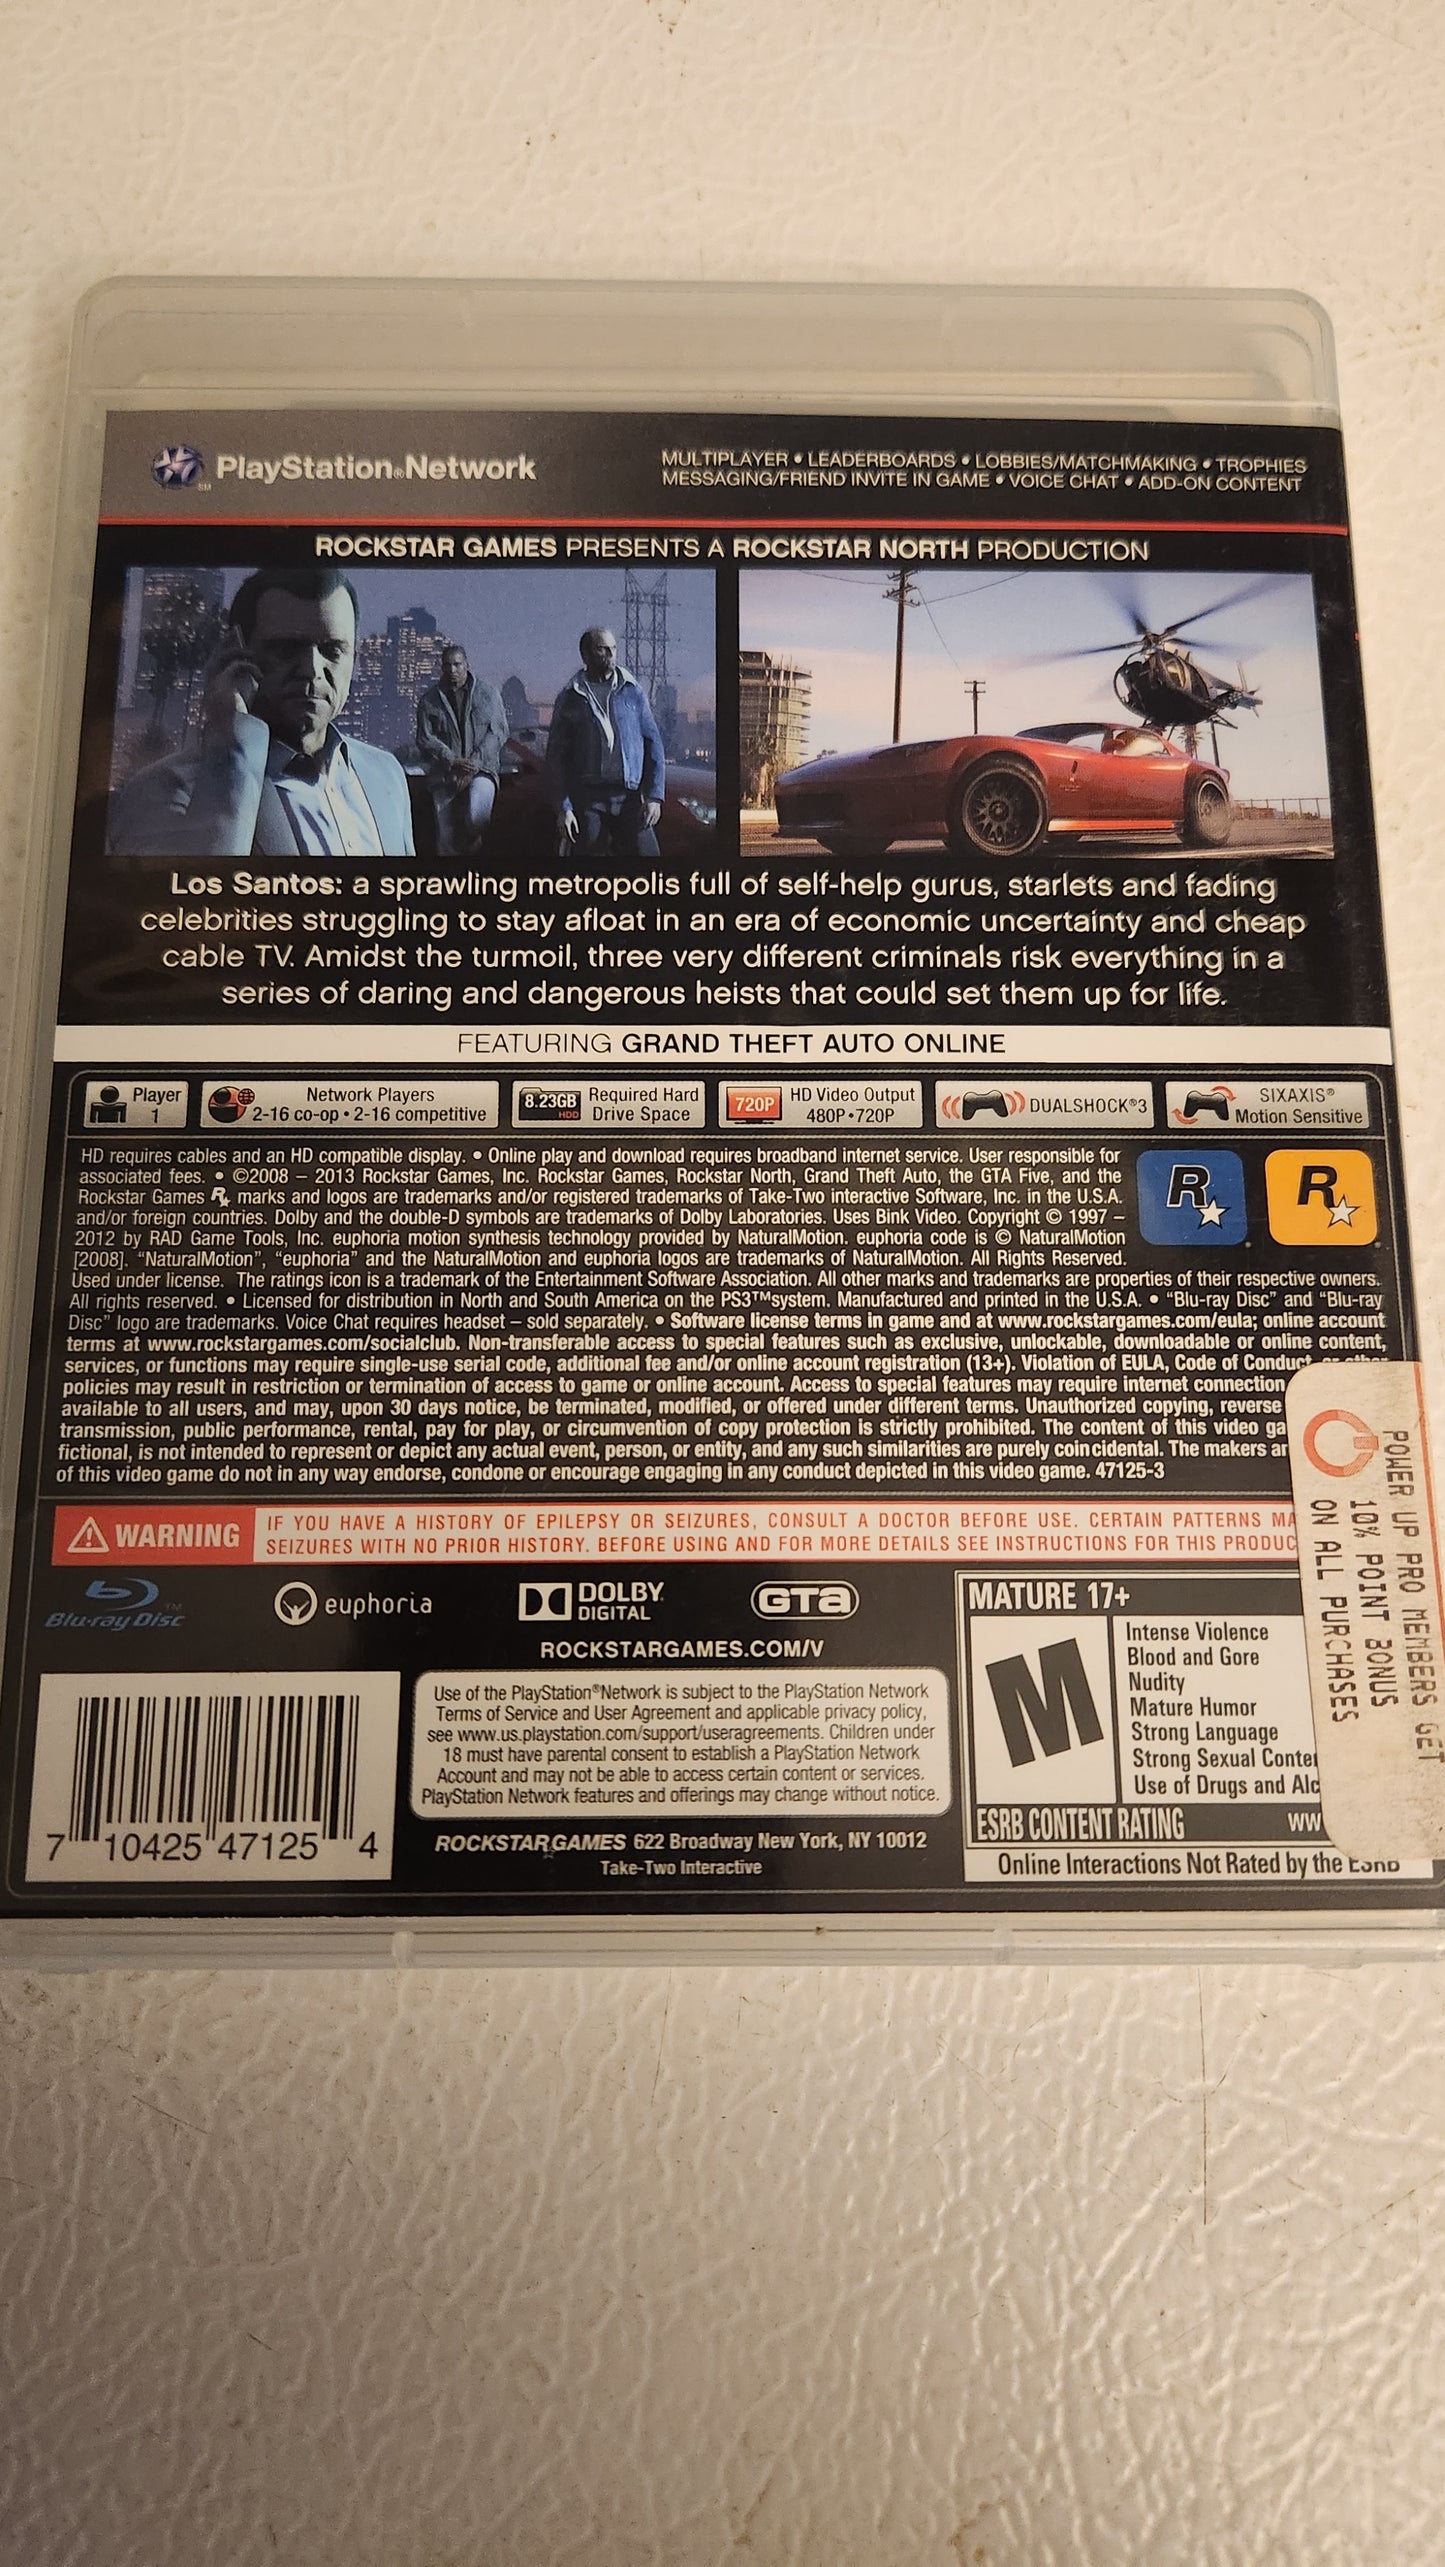 PlayStation®Network
SM
MULTIPLAYER • LEADERBOARDS • LOBBIES/MATCHMAKING • TROPHIES
MESSAGING/FRIEND INVITE IN GAME • VOICE CHAT • ADD-ON CONTENT
ROCKSTAR GAMES PRESENTS A ROCKSTAR NORTH PRODUCTION
Los Santos: a sprawling metropolis full of self-help gurus, starlets and fading
celebrities struggling to stay afloat in an era of economic uncertainty and cheap
cable TV. Amidst the turmoil, three very different criminals risk everything in a
series of daring and dangerous heists that could set them up for life.
FEATURING GRAND THEFT AUTO ONLINE
Player
1
Network Players
2-16 co-op • 2-16 competitive
8.23GB
HDD
Required Hard
Drive Space
720P
HD Video Output
480P•720P
DUALSHOCK®3
SIXAXIS®
Motion Sensitive
HD requires cables and an HD compatible display. • Online play and download requires broadband internet service. User responsible for
associated fees. • ©2008 – 2013 Rockstar Games, Inc. Rockstar Games, Rockstar North, Grand Theft Auto, the GTA Five, and the
Rockstar Games R marks and logos are trademarks and/or registered trademarks of Take-Two interactive Software, Inc. in the U.S.A.
and/or foreign countries. Dolby and the double-D symbols are trademarks of Dolby Laboratories. Uses Bink Video. Copyright © 1997 –
2012 by RAD Game Tools, Inc. euphoria motion synthesis technology provided by NaturalMotion. euphoria code is © NaturalMotion
[2008]. “NaturalMotion”, “euphoria” and the NaturalMotion and euphoria logos are trademarks of NaturalMotion. All Rights Reserved.
Used under license. The ratings icon is a trademark of the Entertainment Software Association. All other marks and trademarks are properties of their respective owners.
All rights reserved. • Licensed for distribution in North and South America on the PS3™system. Manufactured and printed in the U.S.A. • “Blu-ray Disc” and “Blu-ray
Disc” logo are trademarks. Voice Chat requires headset – sold separately. • Software license terms in game and at www.rockstargames.com/eula; online account
terms at www.rockstargames.com/socialclub. Non-transferable access to special features such as exclusive, unlockable, downloadable or online content,
services, or functions may require single-use serial code, additional fee and/or online account registration (13+). Violation of EULA, Code of Conduct or other
policies may result in restriction or termination of access to game or online account. Access to special features may require internet connection
available to all users, and may, upon 30 days notice, be terminated, modified, or offered under different terms. Unauthorized copying, reverse
transmission, public performance, rental, pay for play, or circumvention of copy protection is strictly prohibited. The content of this video ga
fictional, is not intended to represent or depict any actual event, person, or entity, and any such similarities are purely coincidental. The makers ar
of this video game do not in any way endorse, condone or encourage engaging in any conduct depicted in this video game. 47125-3
R
R
WARNING
IF YOU HAVE A HISTORY OF EPILEPSY OR SEIZURES, CONSULT A DOCTOR BEFORE USE. CERTAIN PATTERNS MA
SEIZURES WITH NO PRIOR HISTORY. BEFORE USING AND FOR MORE DETAILS SEE INSTRUCTIONS FOR THIS PRODUC
POWER UP PRO MEMBERS GET
10% POINT BONUS
ON ALL PURCHASES
Blu-ray Disc™
euphoria
DOLBY
DIGITAL
GTA
ROCKSTARGAMES.COM/V
7 10425 47125 4
Use of the PlayStation®Network is subject to the PlayStation Network
Terms of Service and User Agreement and applicable privacy policy,
see www.us.playstation.com/support/useragreements. Children under
18 must have parental consent to establish a PlayStation Network
Account and may not be able to access certain content or services.
PlayStation Network features and offerings may change without notice.
ROCKSTAR GAMES 622 Broadway New York, NY 10012
Take-Two Interactive
MATURE 17+
M
Intense Violence
Blood and Gore
Nudity
Mature Humor
Strong Language
Strong Sexual Conte
Use of Drugs and Alc
ESRB CONTENT RATING
ww
Online Interactions Not Rated by the ESRB